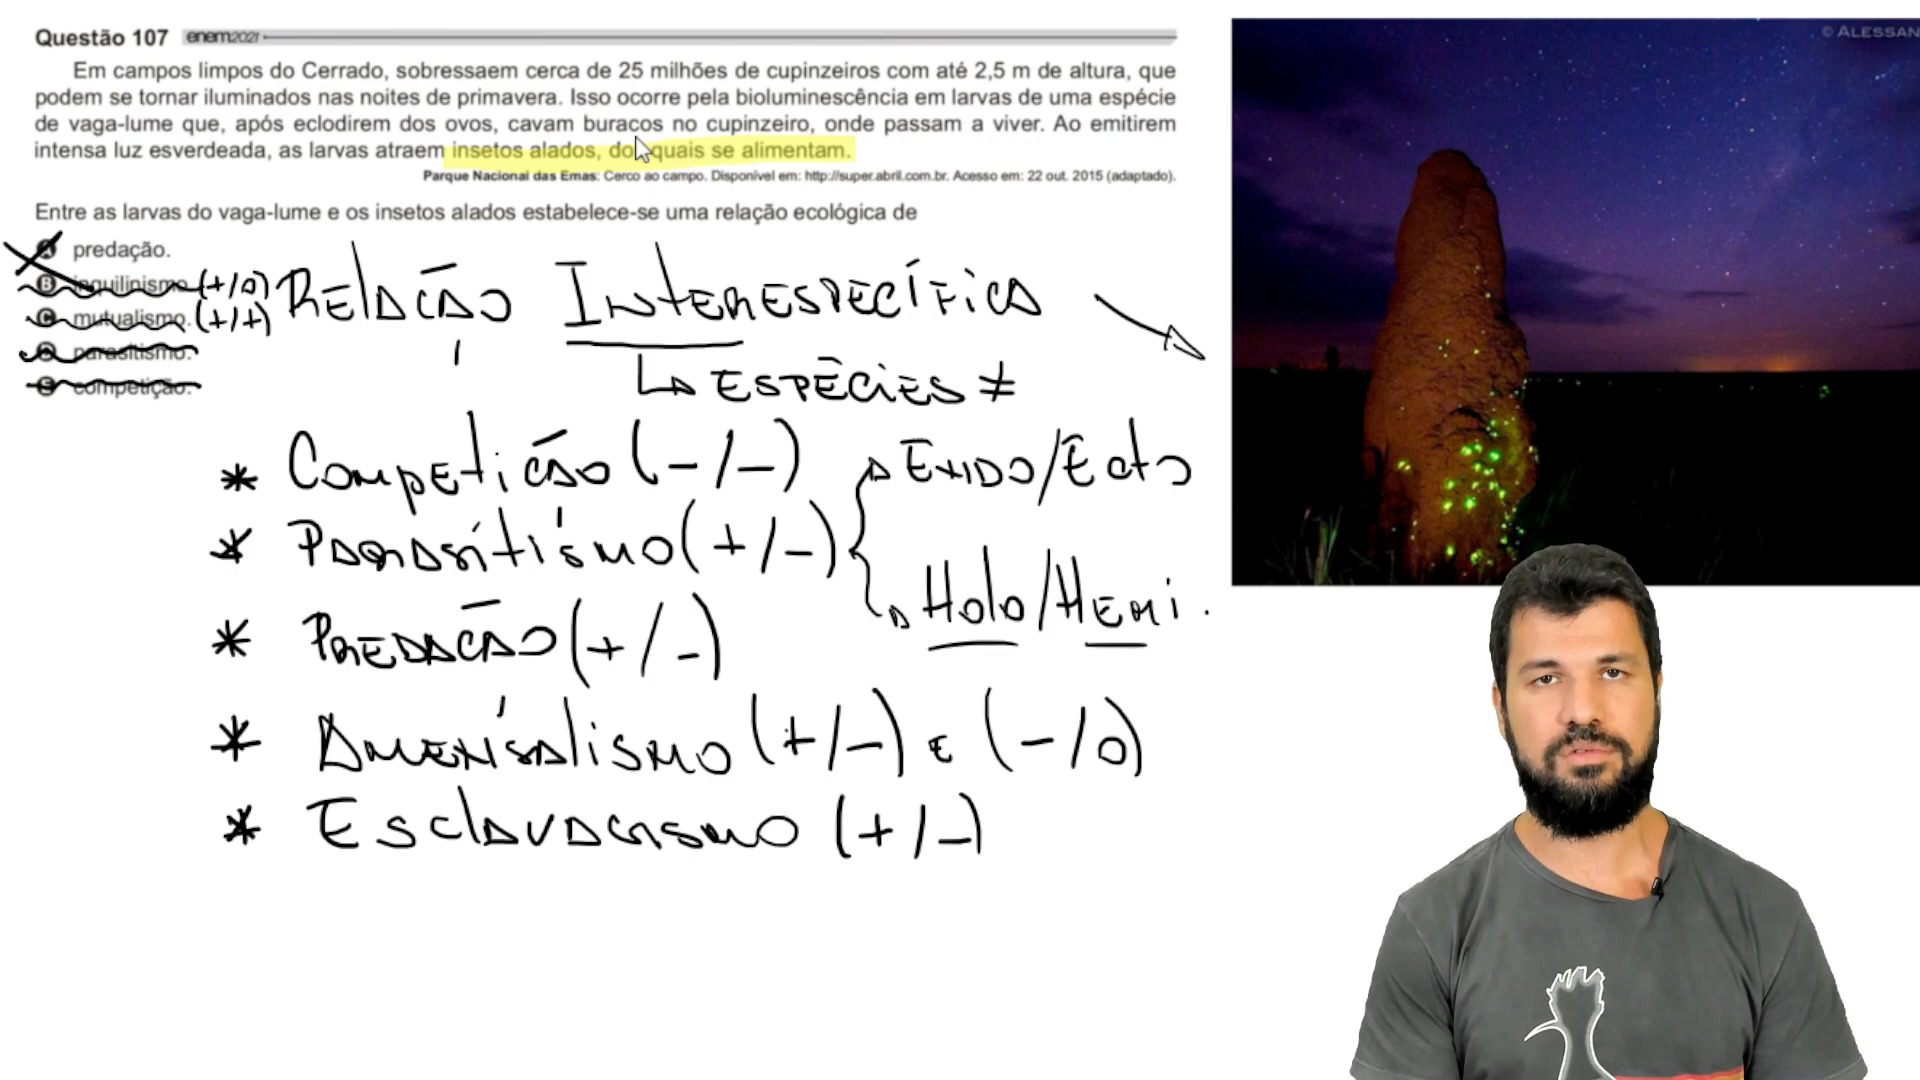 Questão 107 enem2021
Em campos limpos do Cerrado, sobressaem cerca de 25 milhões de cupinzeiros com até 2,5 m de altura, que
podem se tornar iluminados nas noites de primavera. Isso ocorre pela bioluminescência em larvas de uma espécie
de vaga-lume que, após eclodirem dos ovos, cavam buracos no cupinzeiro, onde passam a viver. Ao emitirem
intensa luz esverdeada, as larvas atraem insetos alados, dos quais se alimentam.
Parque Nacional das Emas: Cerco ao campo. Disponível em: http://super.abril.com.br. Acesso em: 22 out. 2015 (adaptado).
Entre as larvas do vaga-lume e os insetos alados estabelece-se uma relação ecológica de
A predação.
B inquilinismo. (+/0)
C mutualismo. (+/+)
D parasitismo.
E competição.
Relação Interespecífica
Espécies ≠
* Competição (-/-)
Endo/Ecto
* Parasitismo (+/-)
Holo/Hemi.
* Predação (+/-)
* Amensalismo (+/-) e (-/0)
* Esclavagismo (+/-)
© ALESSAN